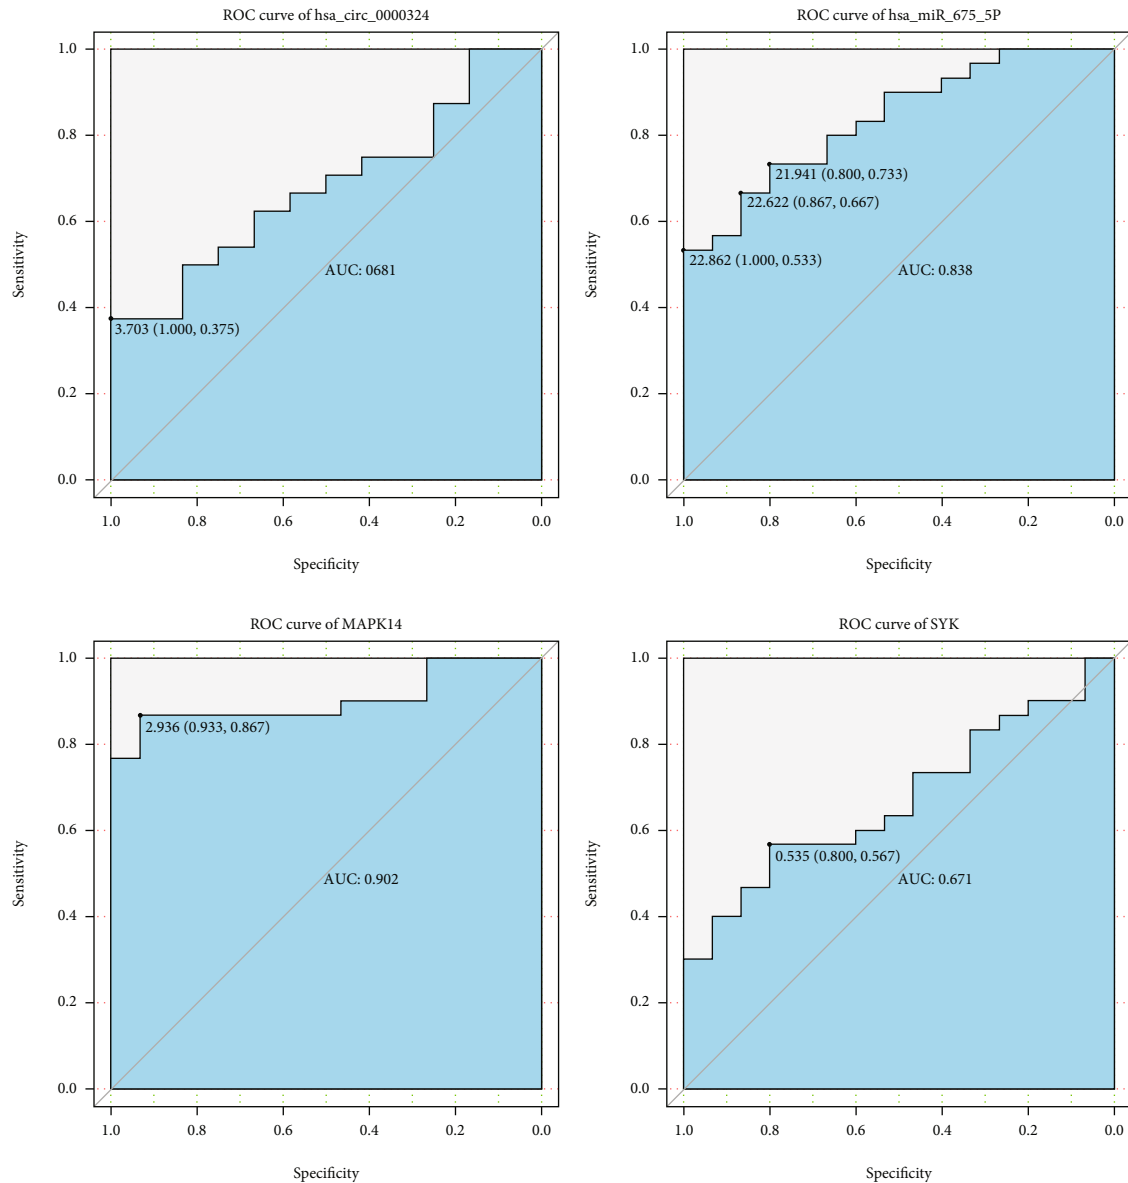 ROC curve of hsa_circ_0000324
1.0
0.8
0.6
0.4
0.2
0.0
Sensitivity
AUC: 0681
3.703 (1.000, 0.375)
1.0
0.8
0.6
0.4
0.2
0.0
Specificity
ROC curve of hsa_miR_675_5P
1.0
0.8
0.6
0.4
0.2
0.0
Sensitivity
21.941 (0.800, 0.733)
22.622 (0.867, 0.667)
22.862 (1.000, 0.533)
AUC: 0.838
1.0
0.8
0.6
0.4
0.2
0.0
Specificity
ROC curve of MAPK14
1.0
0.8
0.6
0.4
0.2
0.0
Sensitivity
2.936 (0.933, 0.867)
AUC: 0.902
1.0
0.8
0.6
0.4
0.2
0.0
Specificity
ROC curve of SYK
1.0
0.8
0.6
0.4
0.2
0.0
Sensitivity
0.535 (0.800, 0.567)
AUC: 0.671
1.0
0.8
0.6
0.4
0.2
0.0
Specificity